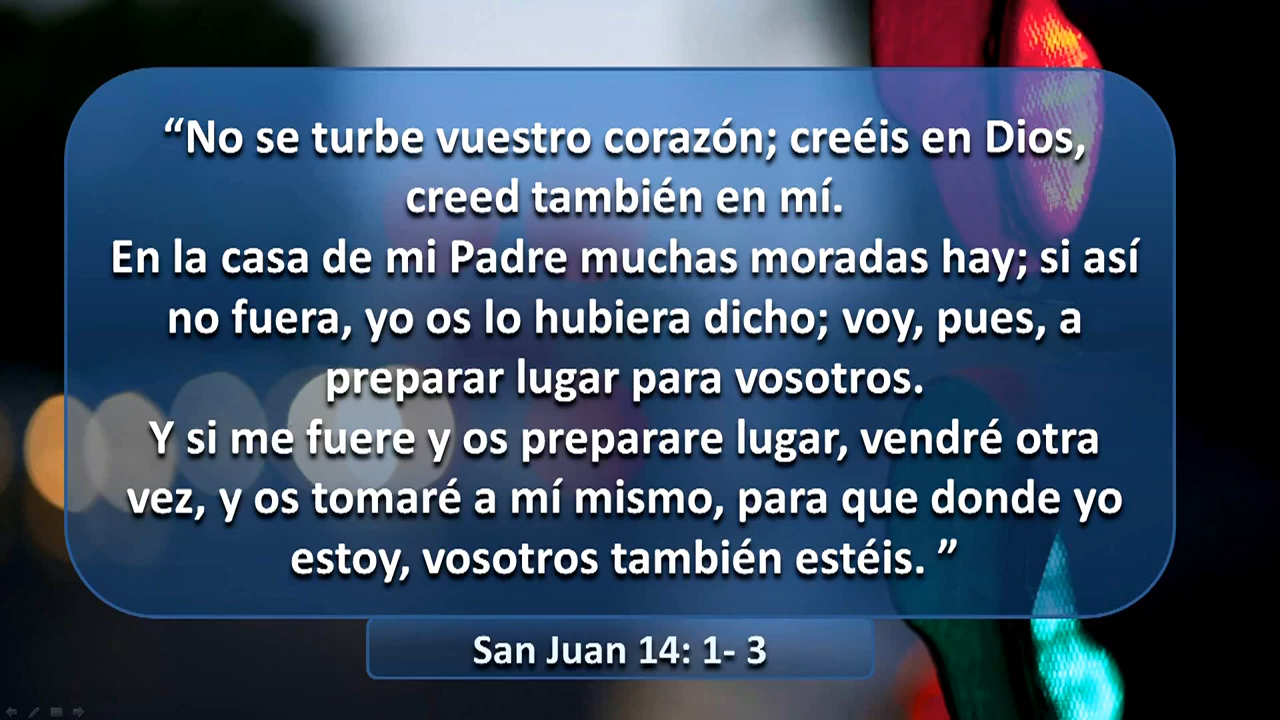 “No se turbe vuestro corazón; creéis en Dios,
creed también en mí.
En la casa de mi Padre muchas moradas hay; si así
no fuera, yo os lo hubiera dicho; voy, pues, a
preparar lugar para vosotros.
Y si me fuere y os preparare lugar, vendré otra
vez, y os tomaré a mí mismo, para que donde yo
estoy, vosotros también estéis. ”
San Juan 14: 1- 3